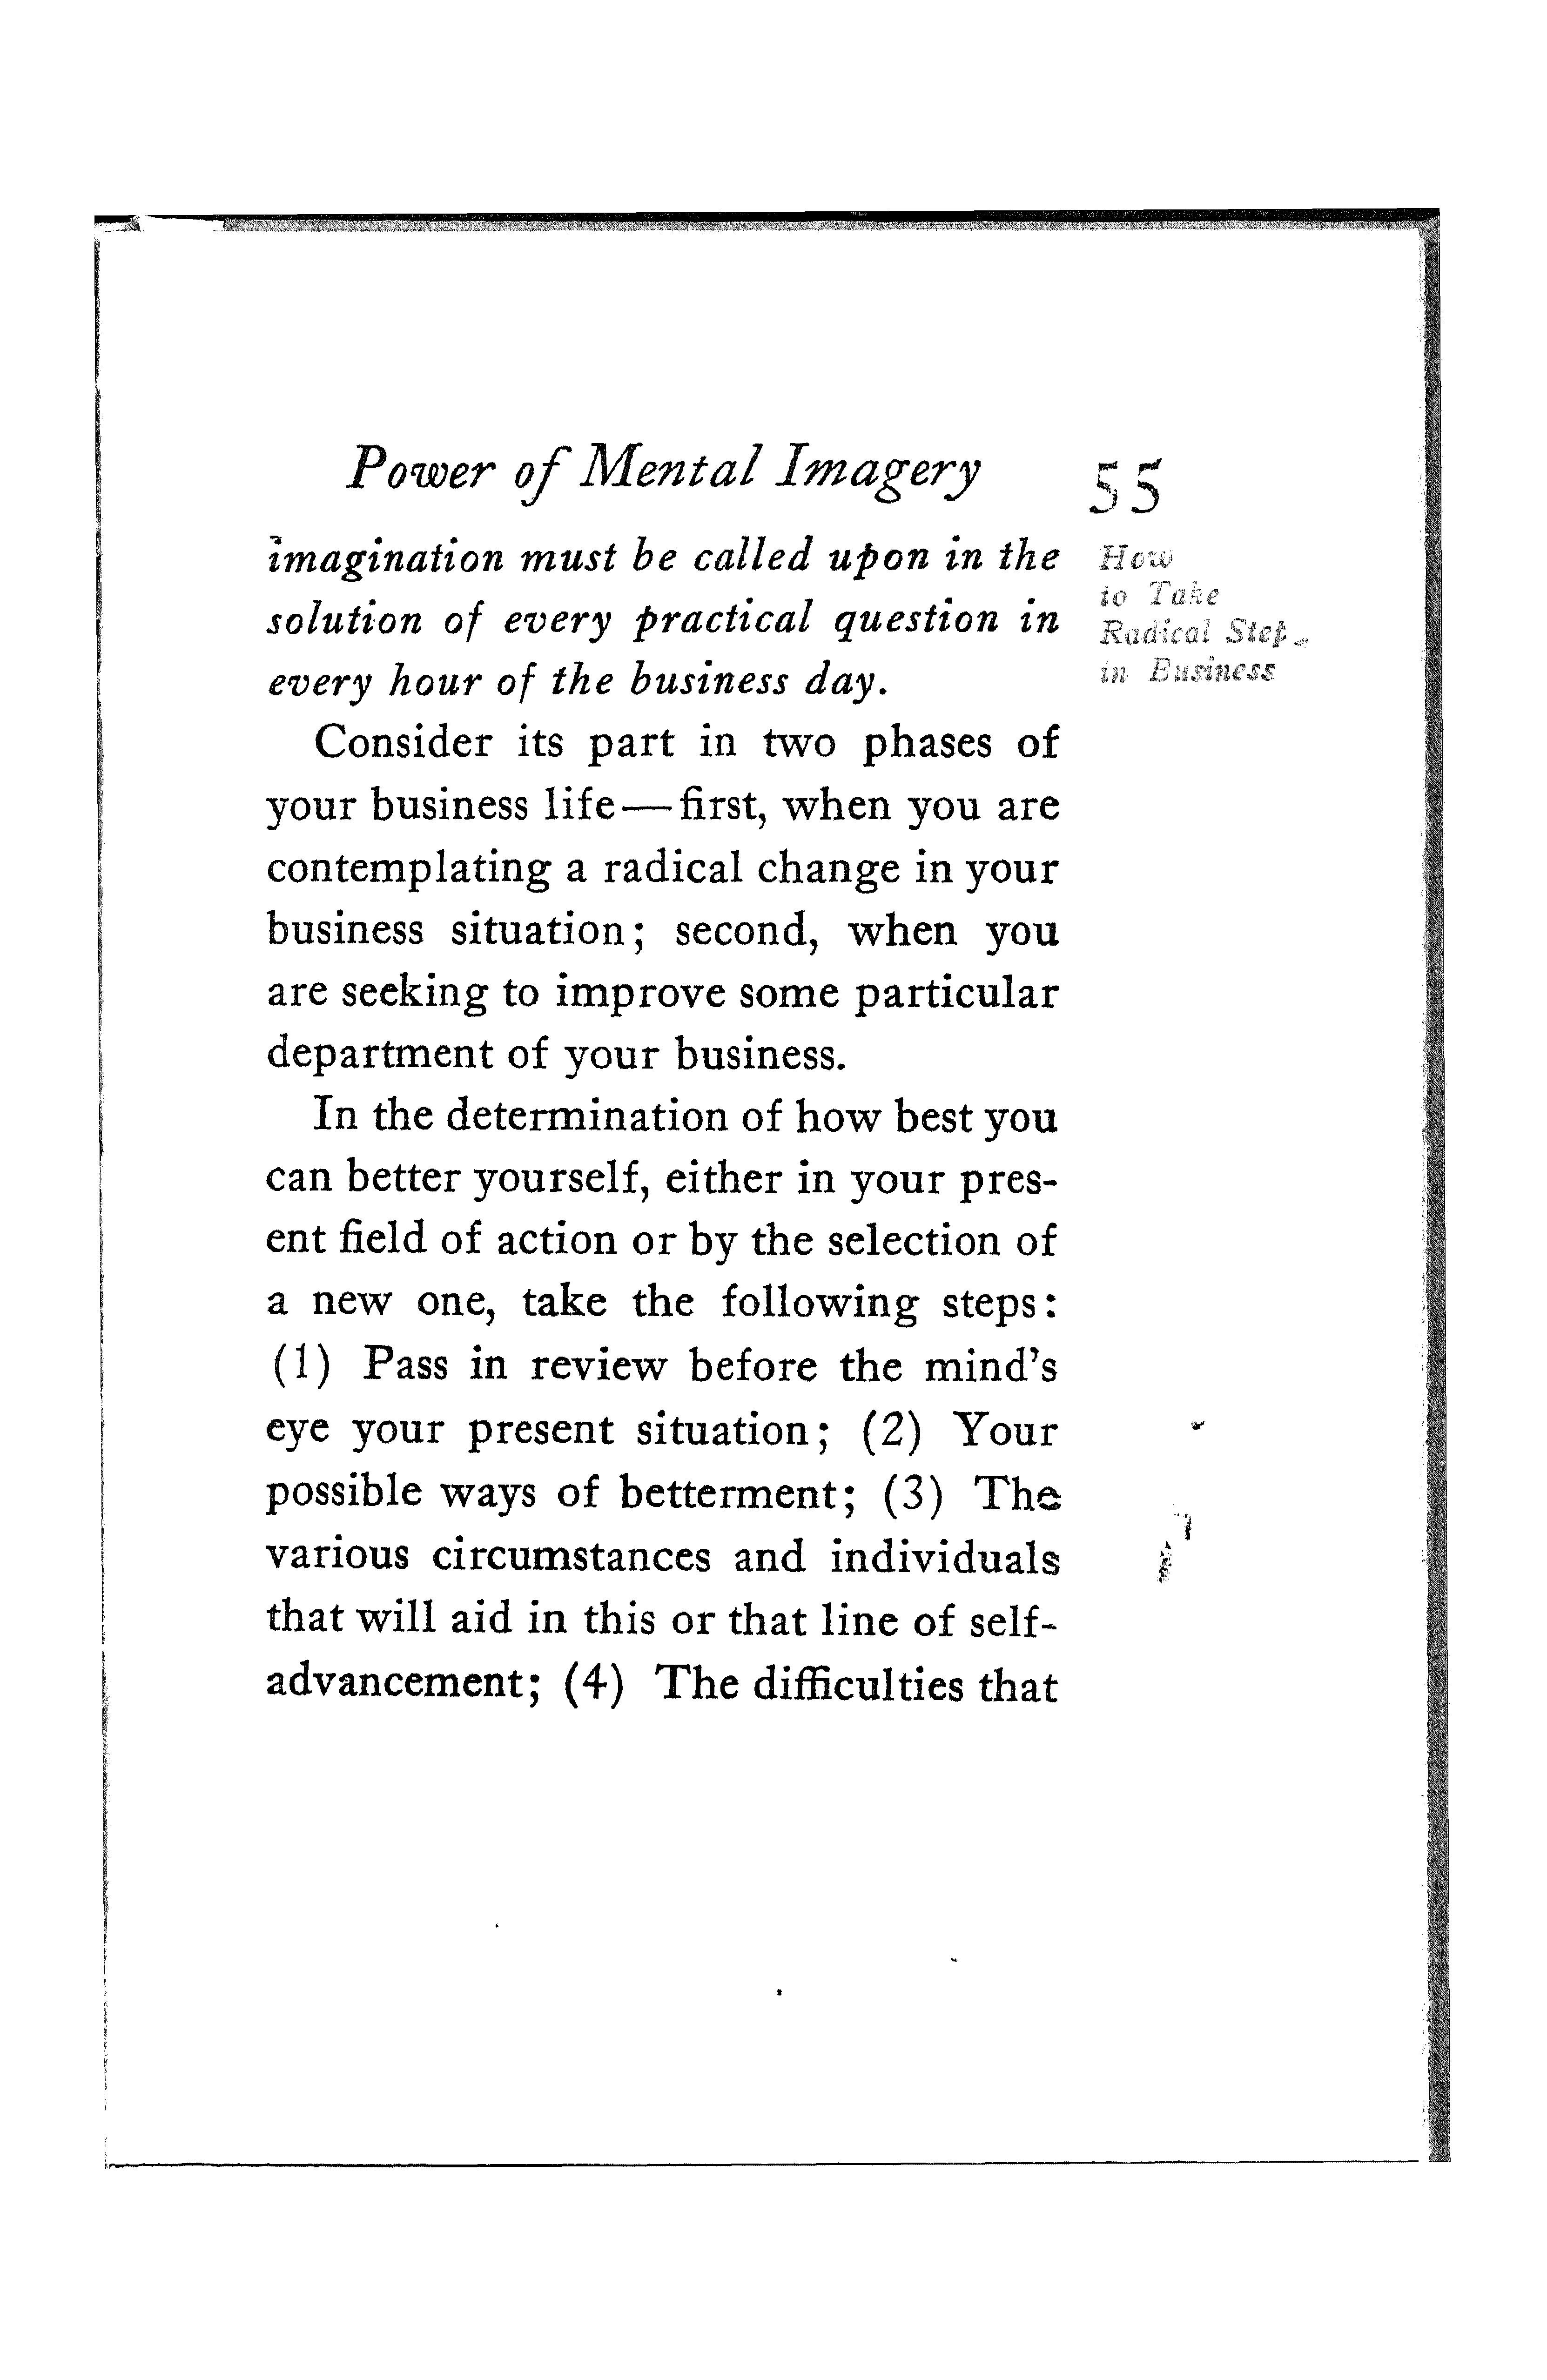 Power of Mental Imagery 55
imagination must be called upon in the
solution of every practical question in
every hour of the business day.
How
to Take
Radical Step
in Business
Consider its part in two phases of
your business life—first, when you are
contemplating a radical change in your
business situation; second, when you
are seeking to improve some particular
department of your business.
In the determination of how best you
can better yourself, either in your pres-
ent field of action or by the selection of
a new one, take the following steps:
(1) Pass in review before the mind's
eye your present situation; (2) Your
possible ways of betterment; (3) The
various circumstances and individuals
that will aid in this or that line of self-
advancement; (4) The difficulties that